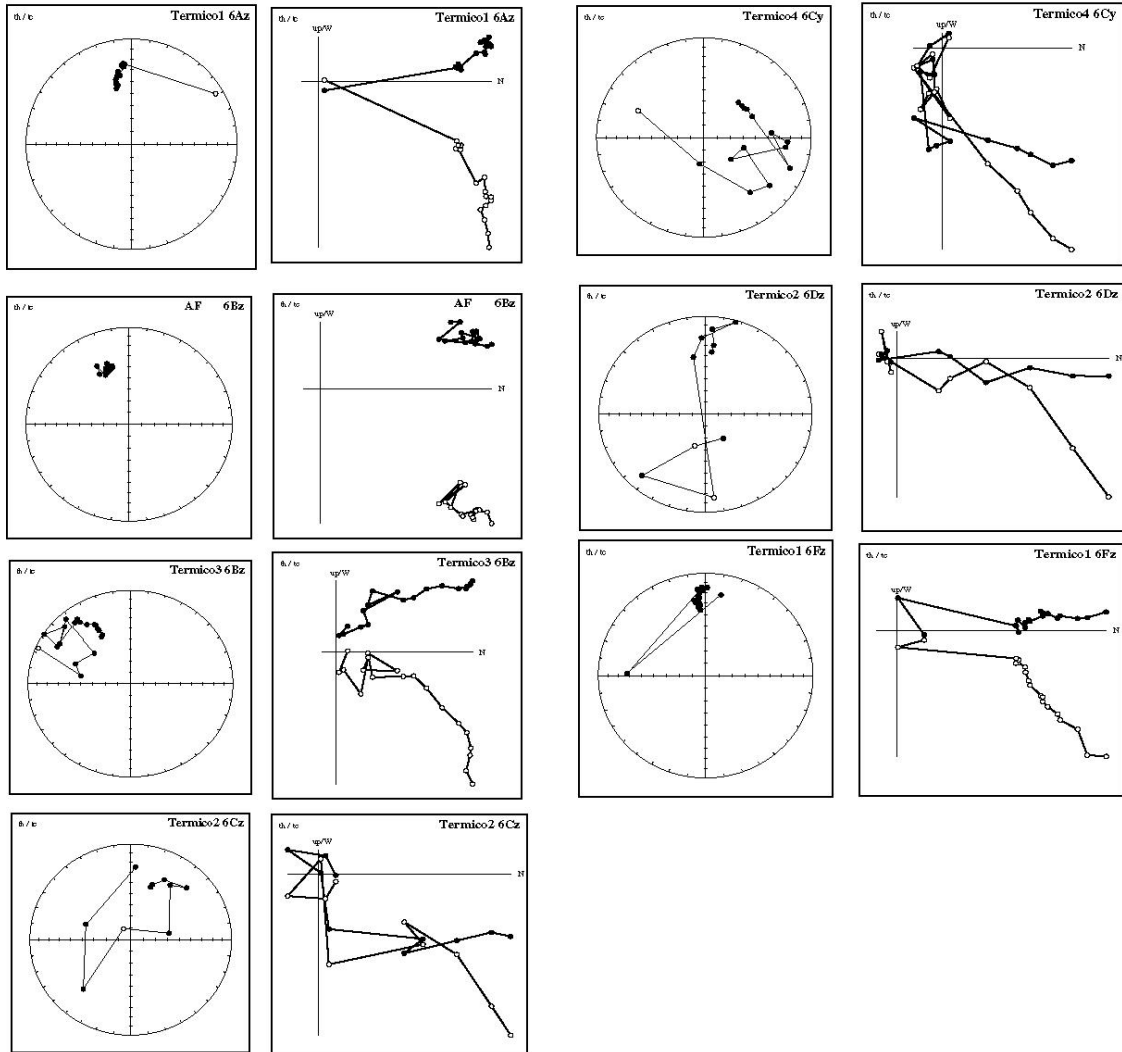 th / tc
Termico1 6Az
Termico1 6Az
up/W
N
th / tc
Termico4 6Cy
Termico4 6Cy
up/W
N
th / tc
AF 6Bz
th / tc
AF 6Bz
up/W
N
th / tc
Termico2 6Dz
th / tc
Termico2 6Dz
up/W
N
th / tc
Termico3 6Bz
th / tc
Termico3 6Bz
up/W
N
th / tc
Termico1 6Fz
th / tc
Termico1 6Fz
up/W
N
th / tc
Termico2 6Cz
th / tc
Termico2 6Cz
up/W
N